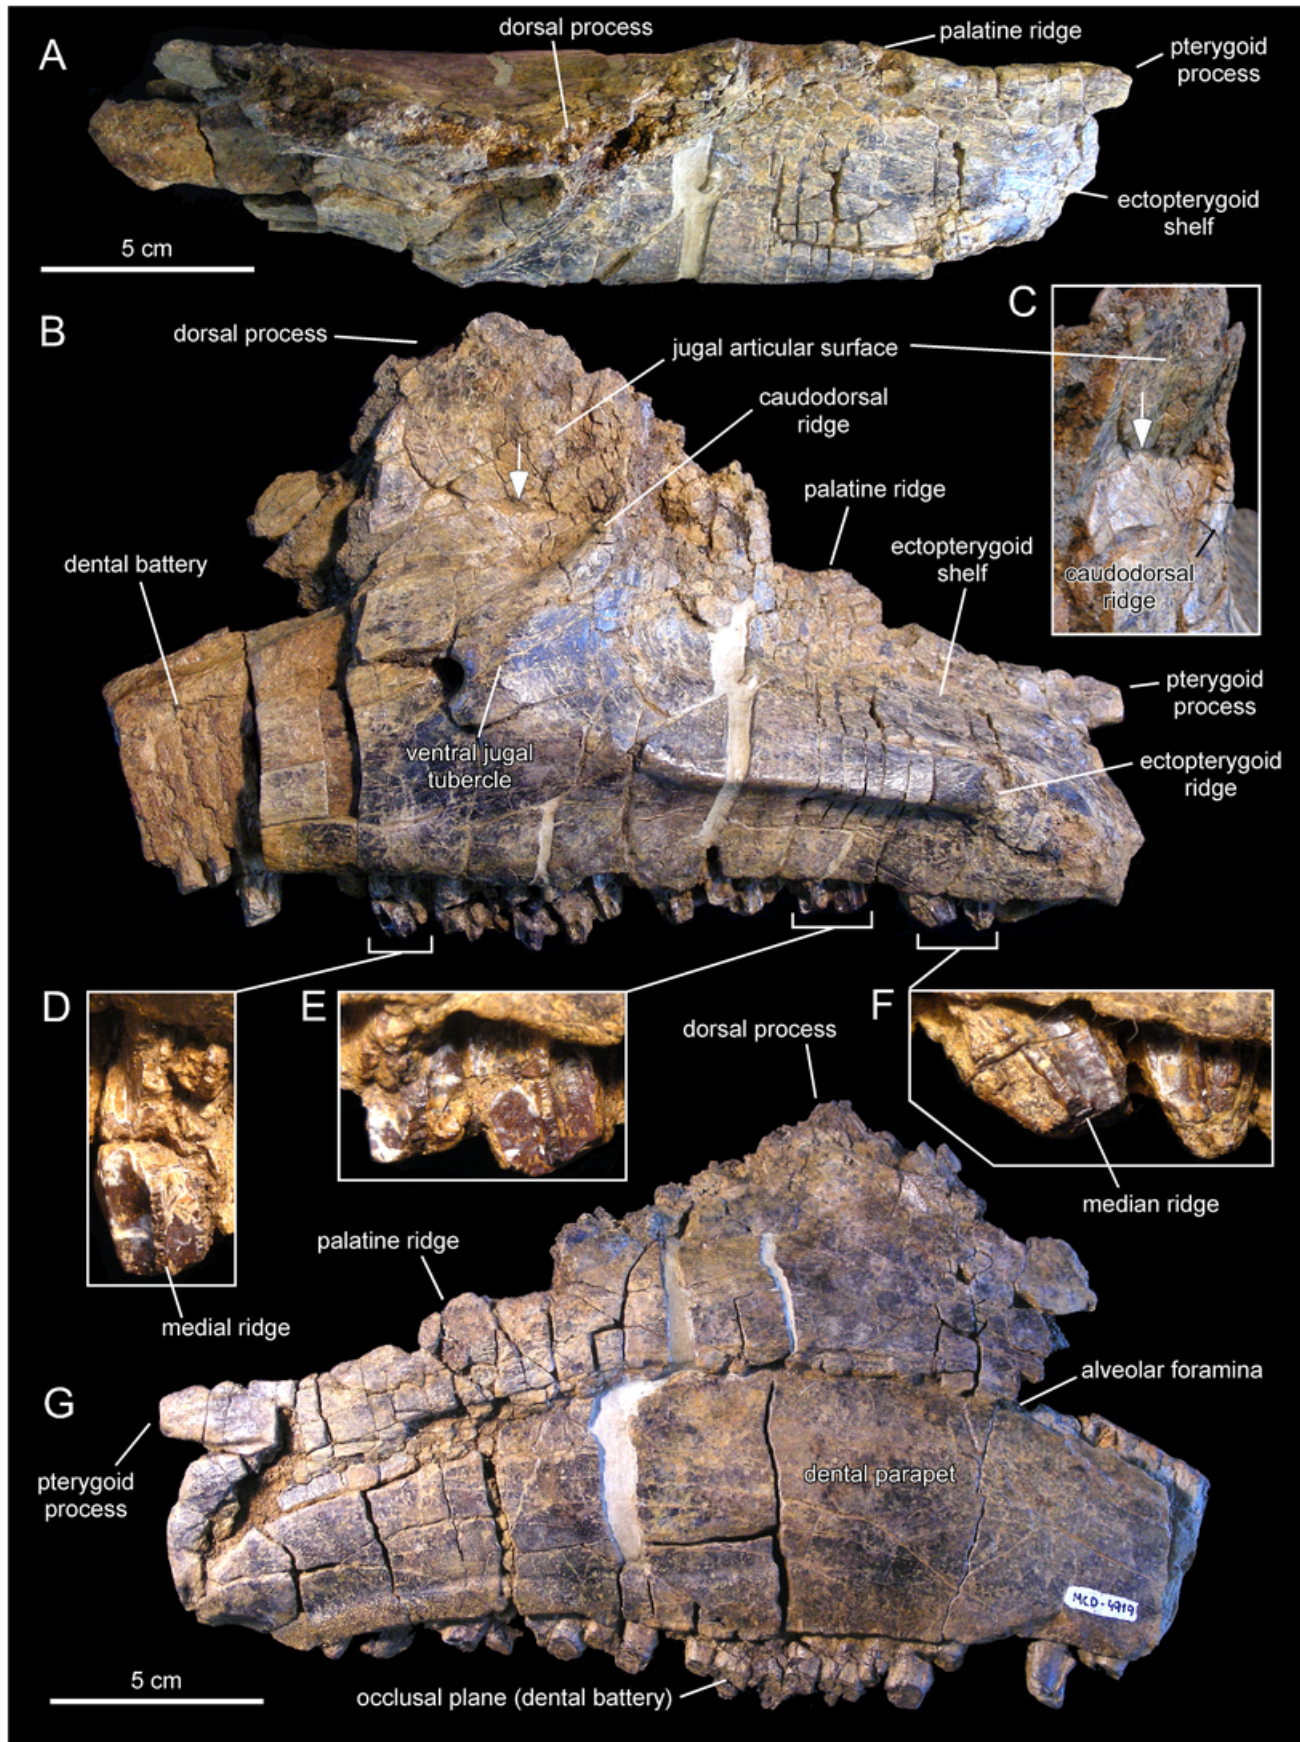 A
dorsal process
palatine ridge
pterygoid
process
ectopterygoid
shelf
5 cm
B
dorsal process
jugal articular surface
caudodorsal
ridge
C
caudodorsal
ridge
palatine ridge
ectopterygoid
shelf
dental battery
pterygoid
process
ventral jugal
tubercle
ectopterygoid
ridge
D
medial ridge
E
F
median ridge
dorsal process
palatine ridge
G
alveolar foramina
pterygoid
process
dental parapet
MCD-4919
5 cm
occlusal plane (dental battery)